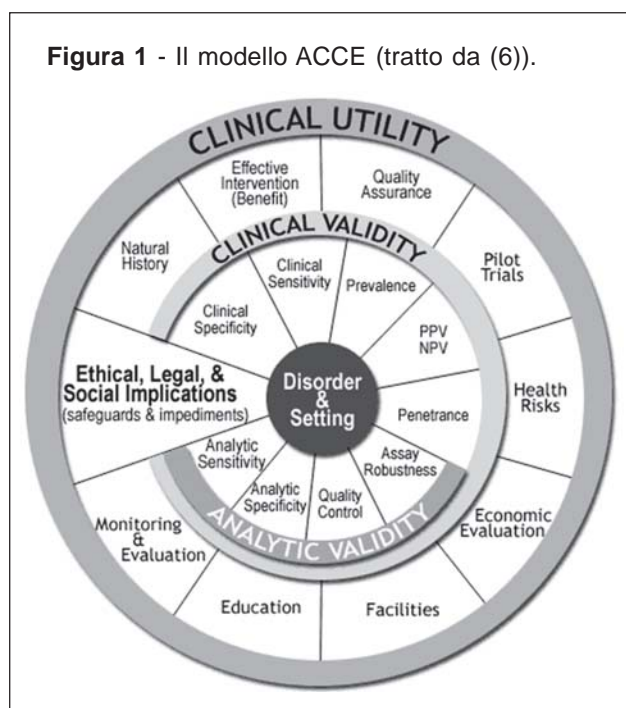 Figura 1 - Il modello ACCE (tratto da (6)).
CLINICAL UTILITY
Effective
Intervention
(Benefit)
Quality
Assurance
Natural
History
CLINICAL VALIDITY
Pilot
Trials
Clinical
Sensitivity
Prevalence
Clinical
Specificity
PPV
NPV
Ethical, Legal, &
Social Implications
(safeguards & impediments)
Disorder
&
Setting
Health
Risks
Penetrance
Analytic
Sensitivity
Assay
Robustness
Analytic
Specificity
Quality
Control
ANALYTIC VALIDITY
Monitoring
&
Evaluation
Economic
Evaluation
Education
Facilities